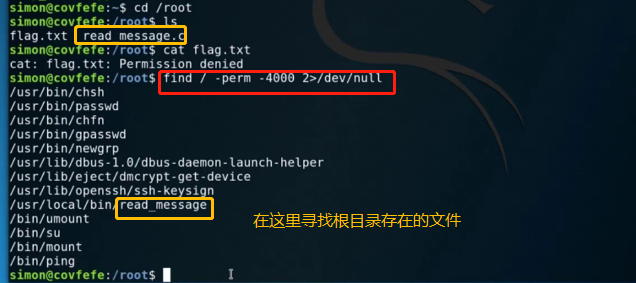 simon@covfefe:~$ cd /root
simon@covfefe:/root$ ls
flag.txt read_message.c
simon@covfefe:/root$ cat flag.txt
cat: flag.txt: Permission denied
simon@covfefe:/root$ find / -perm -4000 2>/dev/null
/usr/bin/chsh
/usr/bin/passwd
/usr/bin/chfn
/usr/bin/gpasswd
/usr/bin/newgrp
/usr/lib/dbus-1.0/dbus-daemon-launch-helper
/usr/lib/eject/dmcrypt-get-device
/usr/lib/openssh/ssh-keysign
/usr/local/bin/read_message
在这里寻找根目录存在的文件
/bin/umount
/bin/su
/bin/mount
/bin/ping
simon@covfefe:/root$